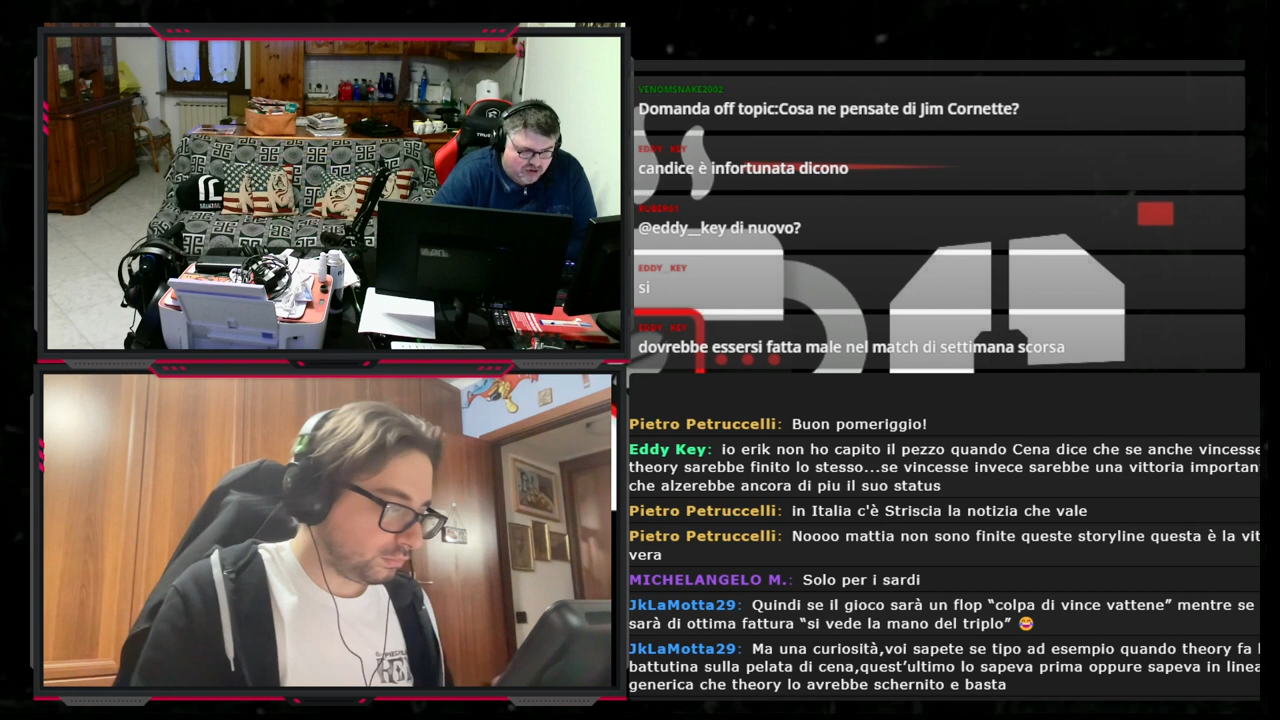 VENOMSNAKE2002
Domanda off topic:Cosa ne pensate di Jim Cornette?
EDDY__KEY
candice è infortunata dicono
@eddy__key di nuovo?
EDDY__KEY
si
EDDY__KEY
dovrebbe essersi fatta male nel match di settimana scorsa
Pietro Petruccelli: Buon pomeriggio!
Eddy Key: io erik non ho capito il pezzo quando Cena dice che se anche vincesse
theory sarebbe finito lo stesso...se vincesse invece sarebbe una vittoria importan
che alzerebbe ancora di piu il suo status
Pietro Petruccelli: in Italia c'è Striscia la notizia che vale
Pietro Petruccelli: Noooo mattia non sono finite queste storyline questa è la vit
vera
MICHELANGELO M.: Solo per i sardi
JkLaMotta29: Quindi se il gioco sarà un flop “colpa di vince vattene” mentre se
sarà di ottima fattura “si vede la mano del triplo” 😂
JkLaMotta29: Ma una curiosità,voi sapete se tipo ad esempio quando theory fa l
battutina sulla pelata di cena,quest’ultimo lo sapeva prima oppure sapeva in linea
generica che theory lo avrebbe schernito e basta